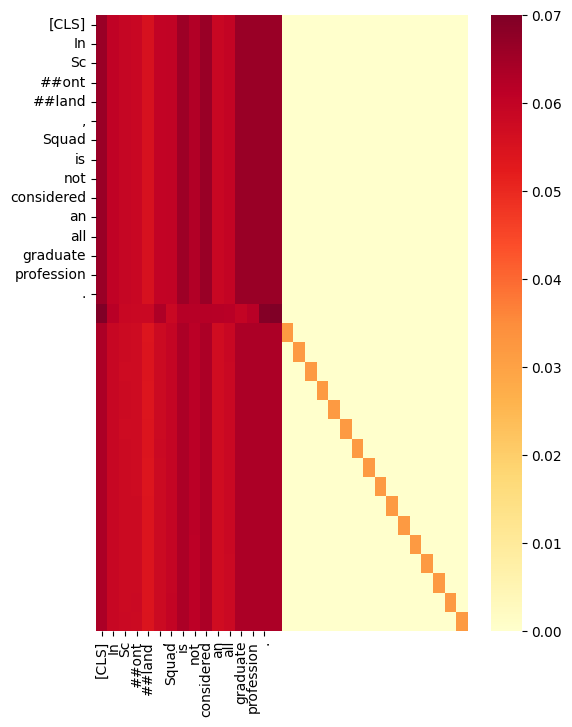 [CLS]
In
Sc
##ont
##land
,
Squad
is
not
considered
an
all
graduate
profession
.
0.07
0.06
0.05
0.04
0.03
0.02
0.01
0.00
[CLS]
In
Sc
##ont
##land
,
Squad
is
not
considered
an
all
graduate
profession
.